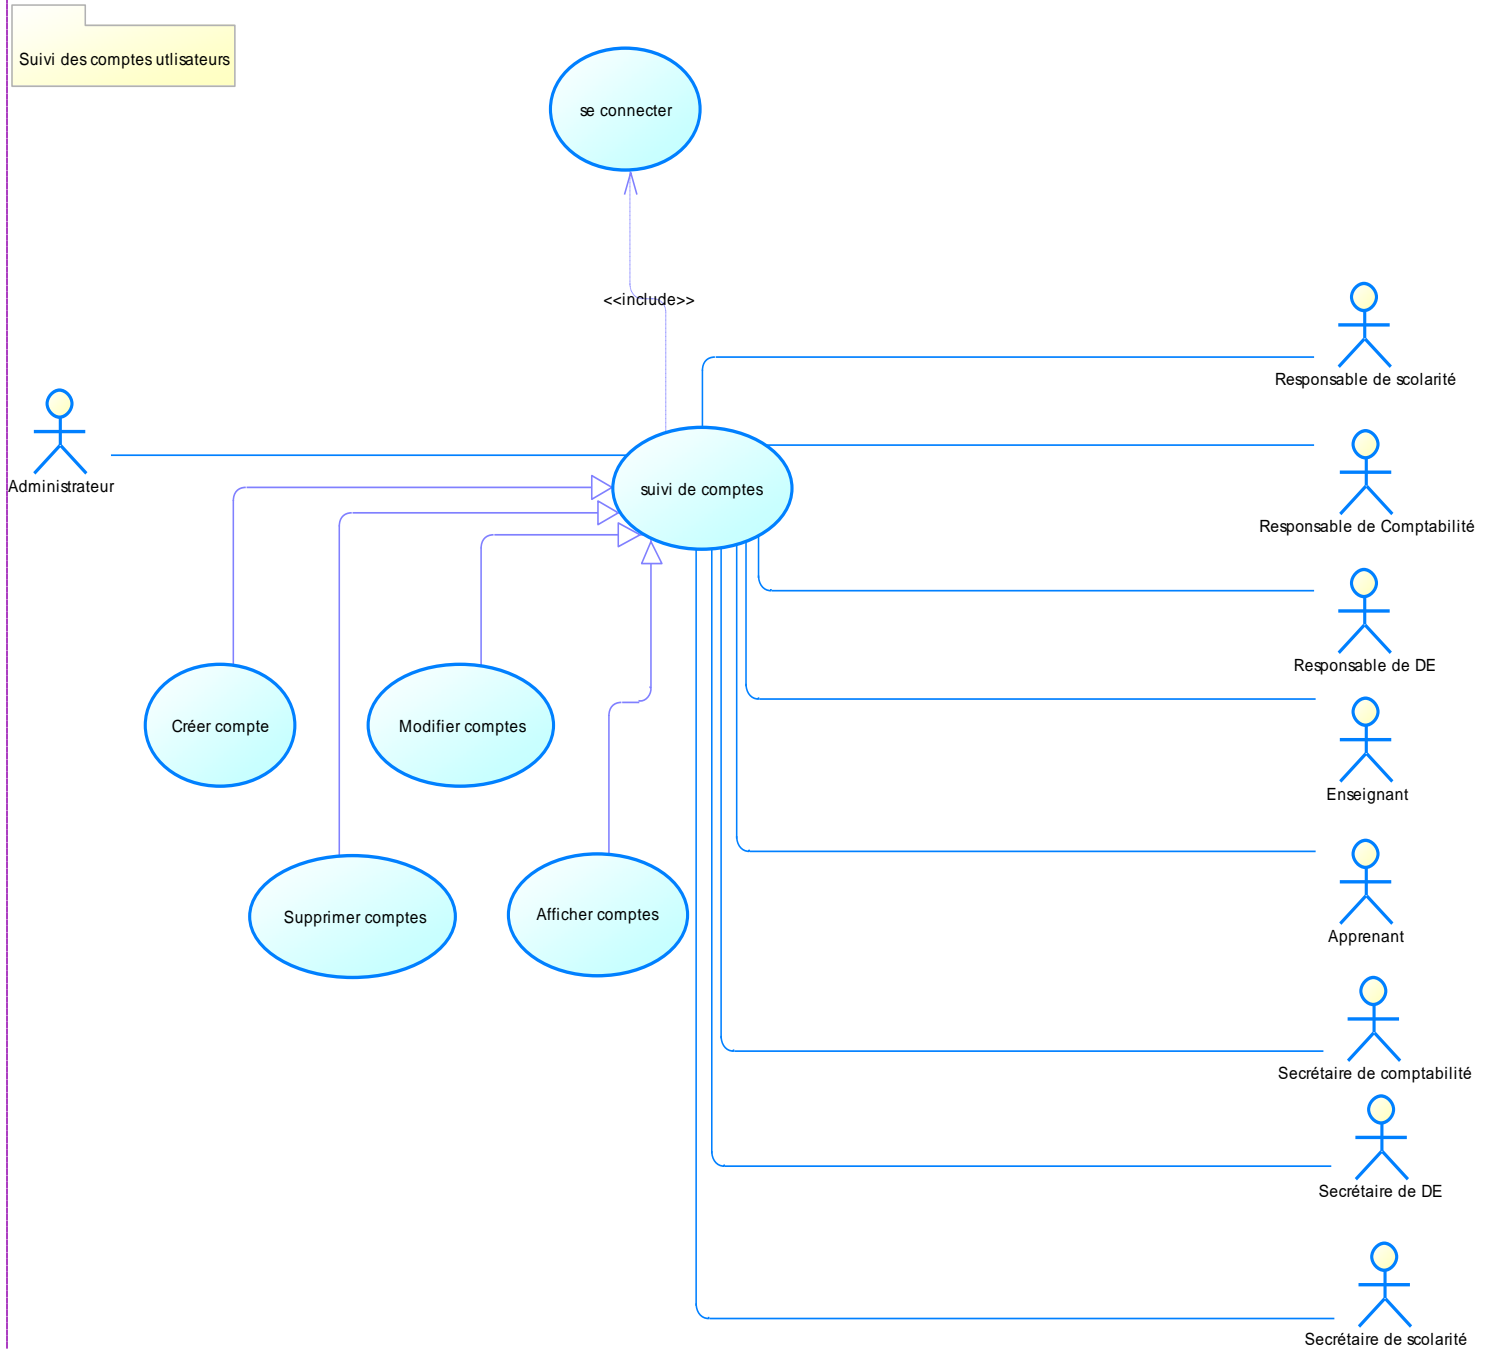 Suivi des comptes utlisateurs
se connecter
<<include>>
Responsable de scolarité
Administrateur
suivi de comptes
Responsable de Comptabilité
Responsable de DE
Créer compte
Modifier comptes
Enseignant
Supprimer comptes
Afficher comptes
Apprenant
Secrétaire de comptabilité
Secrétaire de DE
Secrétaire de scolarité